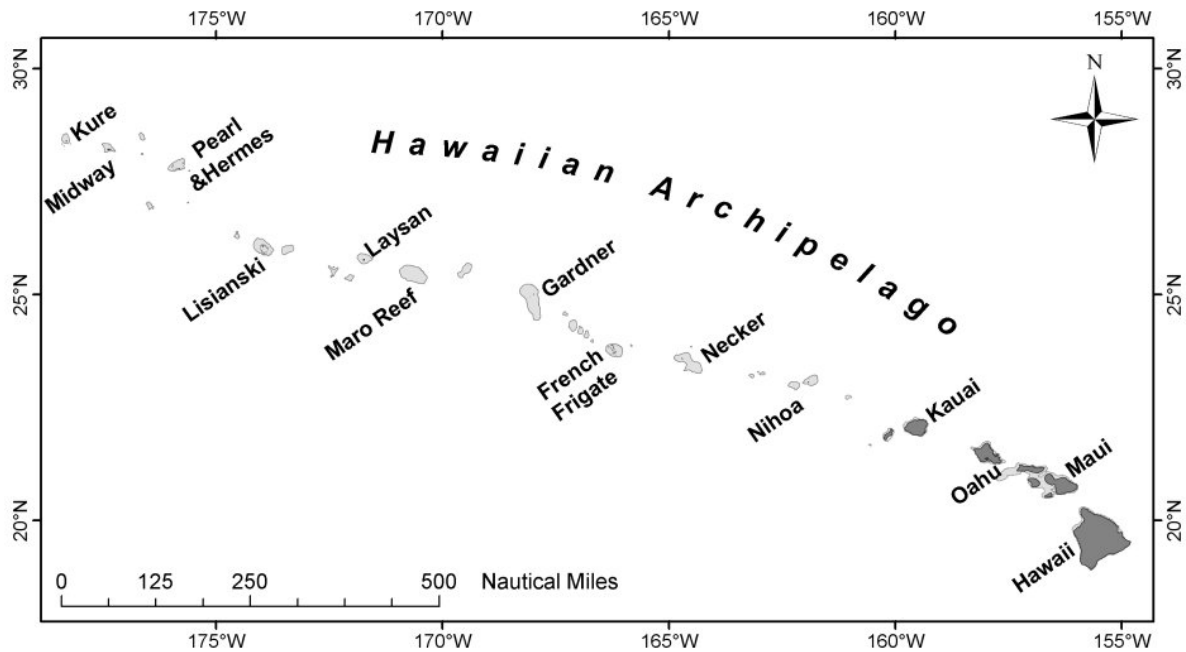 175°W 170°W 165°W 160°W 155°W
30°N 30°N
N
Kure
Midway
Pearl
&Hermes
Hawaiian Archipelago
Lisianski
Laysan
Maro Reef
Gardner
25°N 25°N
French
Frigate
Necker
Nihoa
Kauai
Oahu
Maui
20°N 20°N
Hawaii
0 125 250 500 Nautical Miles
175°W 170°W 165°W 160°W 155°W